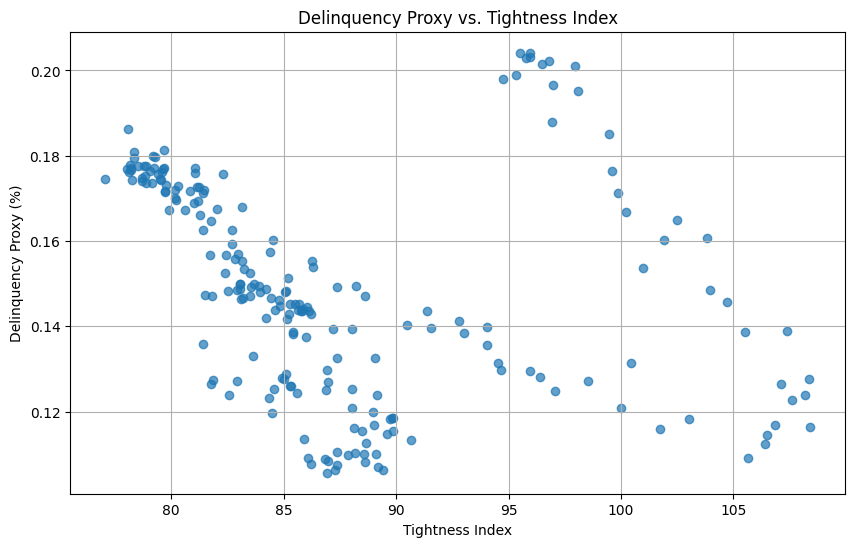 Delinquency Proxy vs. Tightness Index
Delinquency Proxy (%)
0.20
0.18
0.16
0.14
0.12
80 85 90 95 100 105
Tightness Index